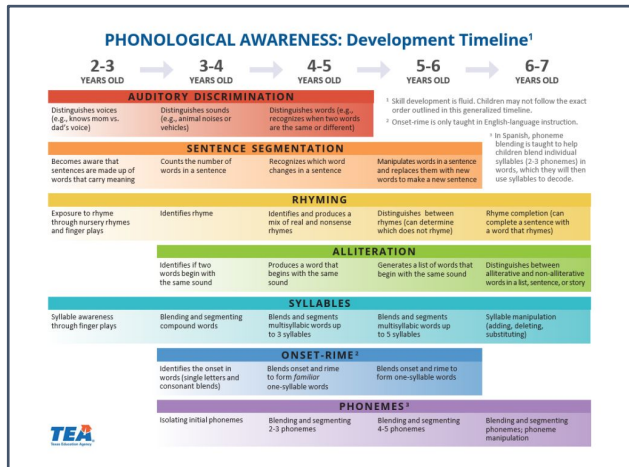 PHONOLOGICAL AWARENESS: Development Timeline¹
2-3
YEARS OLD
3-4
YEARS OLD
4-5
YEARS OLD
5-6
YEARS OLD
6-7
YEARS OLD
AUDITORY DISCRIMINATION
Distinguishes voices
(e.g., knows mom vs.
dad's voice)
Distinguishes sounds
(e.g., animal noises or
vehicles)
Distinguishes words (e.g.,
recognizes when two words
are the same or different)
¹ Skill development is fluid. Children may not follow the exact
order outlined in this generalized timeline.
² Onset-rime is only taught in English-language instruction.
³ In Spanish, phoneme
blending is taught to help
children blend individual
syllables (2-3 phonemes) in
words, which they will then
use syllables to decode.
SENTENCE SEGMENTATION
Becomes aware that
sentences are made up of
words that carry meaning
Counts the number of
words in a sentence
Recognizes which word
changes in a sentence
Manipulates words in a sentence
and replaces them with new
words to make a new sentence
RHYMING
Exposure to rhyme
through nursery rhymes
and finger plays
Identifies rhyme
Identifies and produces a
mix of real and nonsense
rhymes
Distinguishes between
rhymes (can determine
which does not rhyme)
Rhyme completion (can
complete a sentence with
a word that rhymes)
ALLITERATION
Identifies if two
words begin with
the same sound
Produces a word that
begins with the same
sound
Generates a list of words that
begin with the same sound
Distinguishes between
alliterative and non-alliterative
words in a list, sentence, or story
SYLLABLES
Syllable awareness
through finger plays
Blending and segmenting
compound words
Blends and segments
multisyllabic words up
to 3 syllables
Blends and segments
multisyllabic words up to
5 syllables
Syllable manipulation
(adding, deleting,
substituting)
ONSET-RIME²
Identifies the onset in
words (single letters and
consonant blends)
Blends onset and rime
to form familiar
one-syllable words
Blends onset and rime to
form one-syllable words
PHONEMES³
Isolating initial phonemes
Blending and segmenting
2-3 phonemes
Blending and segmenting
4-5 phonemes
Blending and segmenting
phonemes; phoneme
manipulation
TEA
Texas Education Agency